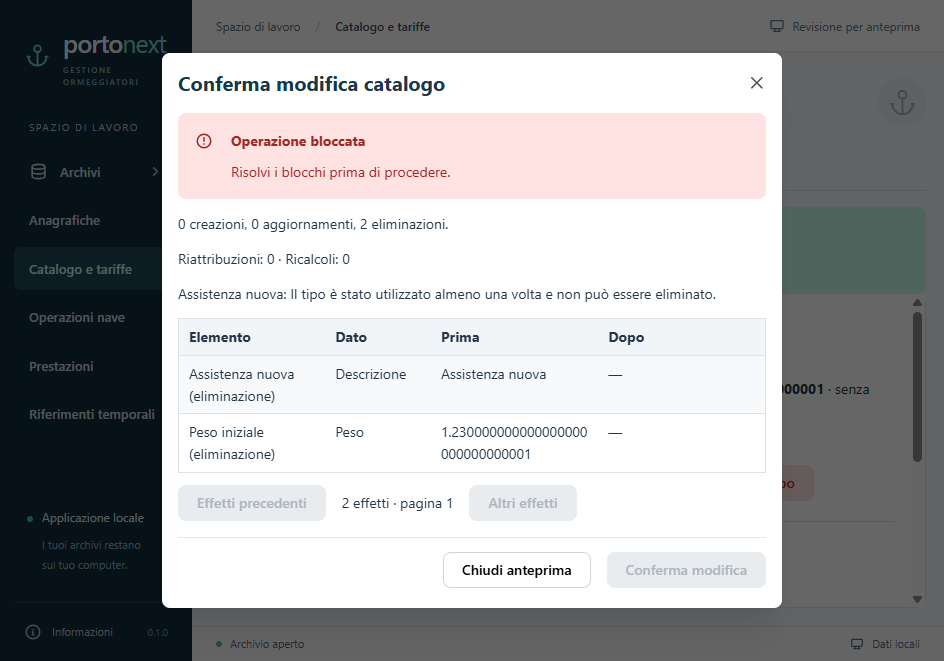 portonext
GESTIONE
ORMEGGIATORI
SPAZIO DI LAVORO
Archivi
Anagrafiche
Catalogo e tariffe
Operazioni nave
Prestazioni
Riferimenti temporali
Applicazione locale
I tuoi archivi restano
sul tuo computer.
Informazioni 0.1.0
Spazio di lavoro / Catalogo e tariffe
Revisione per anteprima
Conferma modifica catalogo
Operazione bloccata
Risolvi i blocchi prima di procedere.
0 creazioni, 0 aggiornamenti, 2 eliminazioni.
Riattribuzioni: 0 · Ricalcoli: 0
Assistenza nuova: Il tipo è stato utilizzato almeno una volta e non può essere eliminato.
Elemento Dato Prima Dopo
Assistenza nuova Descrizione Assistenza nuova —
(eliminazione)
Peso iniziale Peso 1.230000000000000000 —
(eliminazione) 000000000001
Effetti precedenti 2 effetti · pagina 1 Altri effetti
Chiudi anteprima Conferma modifica
000001 · senza
po
Archivio aperto
Dati locali